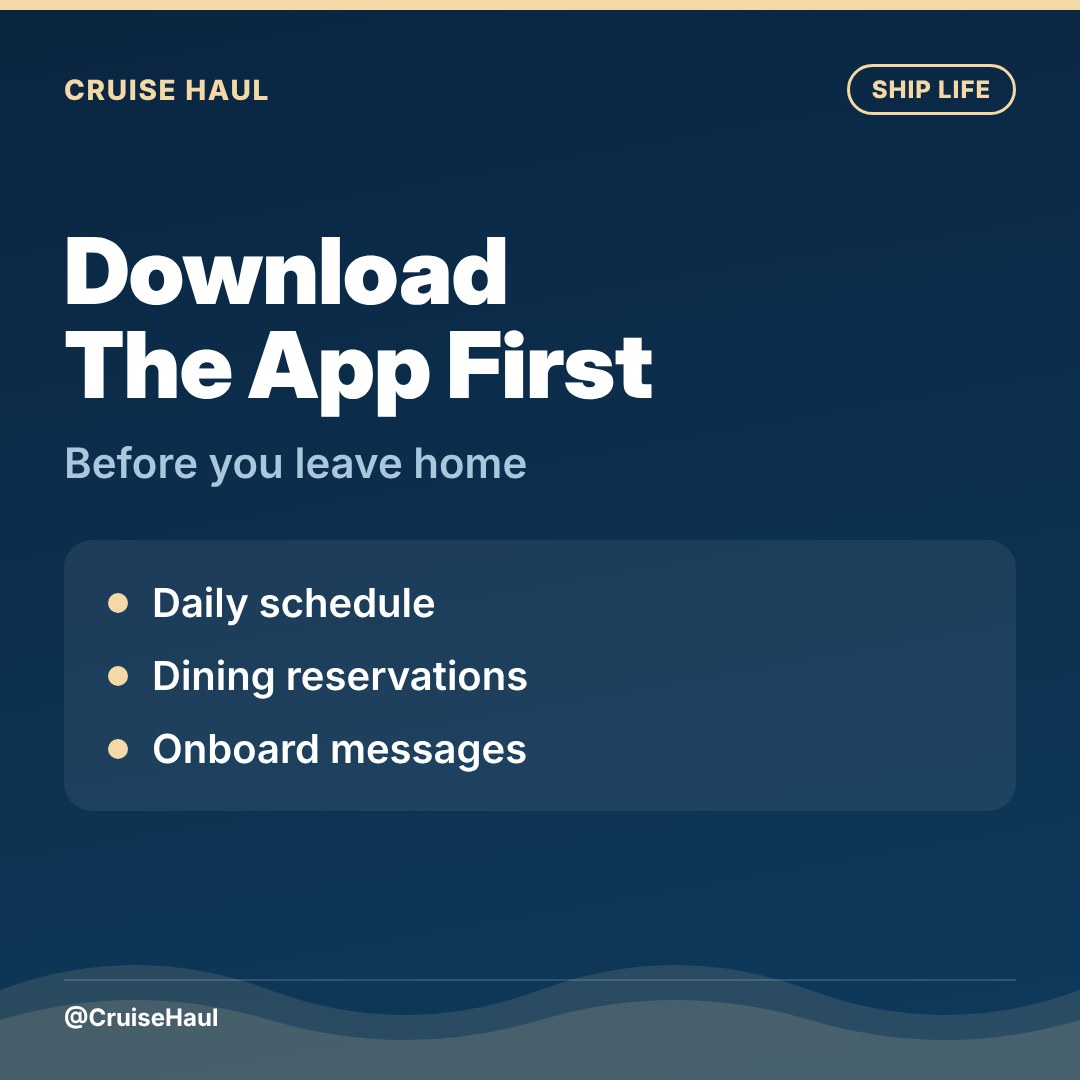 CRUISE HAUL
SHIP LIFE
Download
The App First
Before you leave home
Daily schedule
Dining reservations
Onboard messages
@CruiseHaul